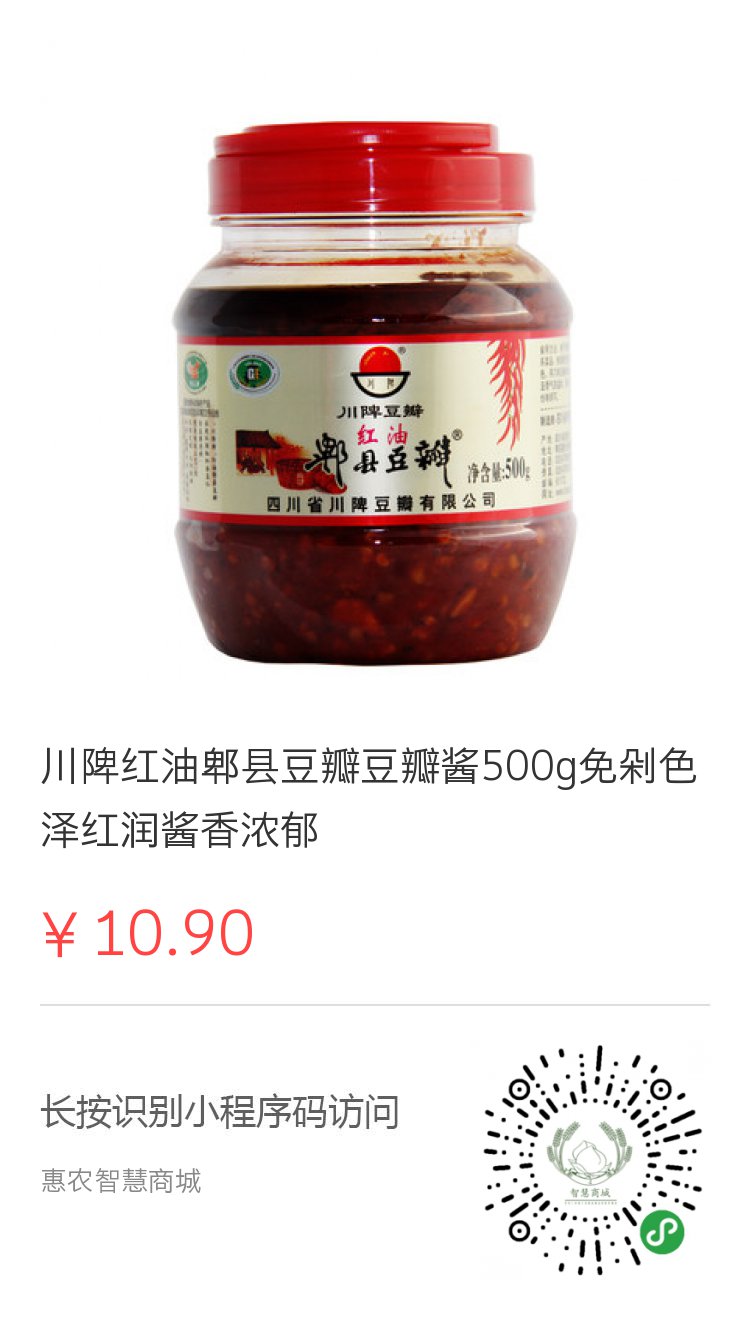 川陴豆瓣
红油
郫县豆瓣®
净含量:500g
四川省川陴豆瓣有限公司
川陴红油郫县豆瓣豆瓣酱500g免剁色
泽红润酱香浓郁
¥ 10.90
长按识别小程序码访问
惠农智慧商城
智慧商城